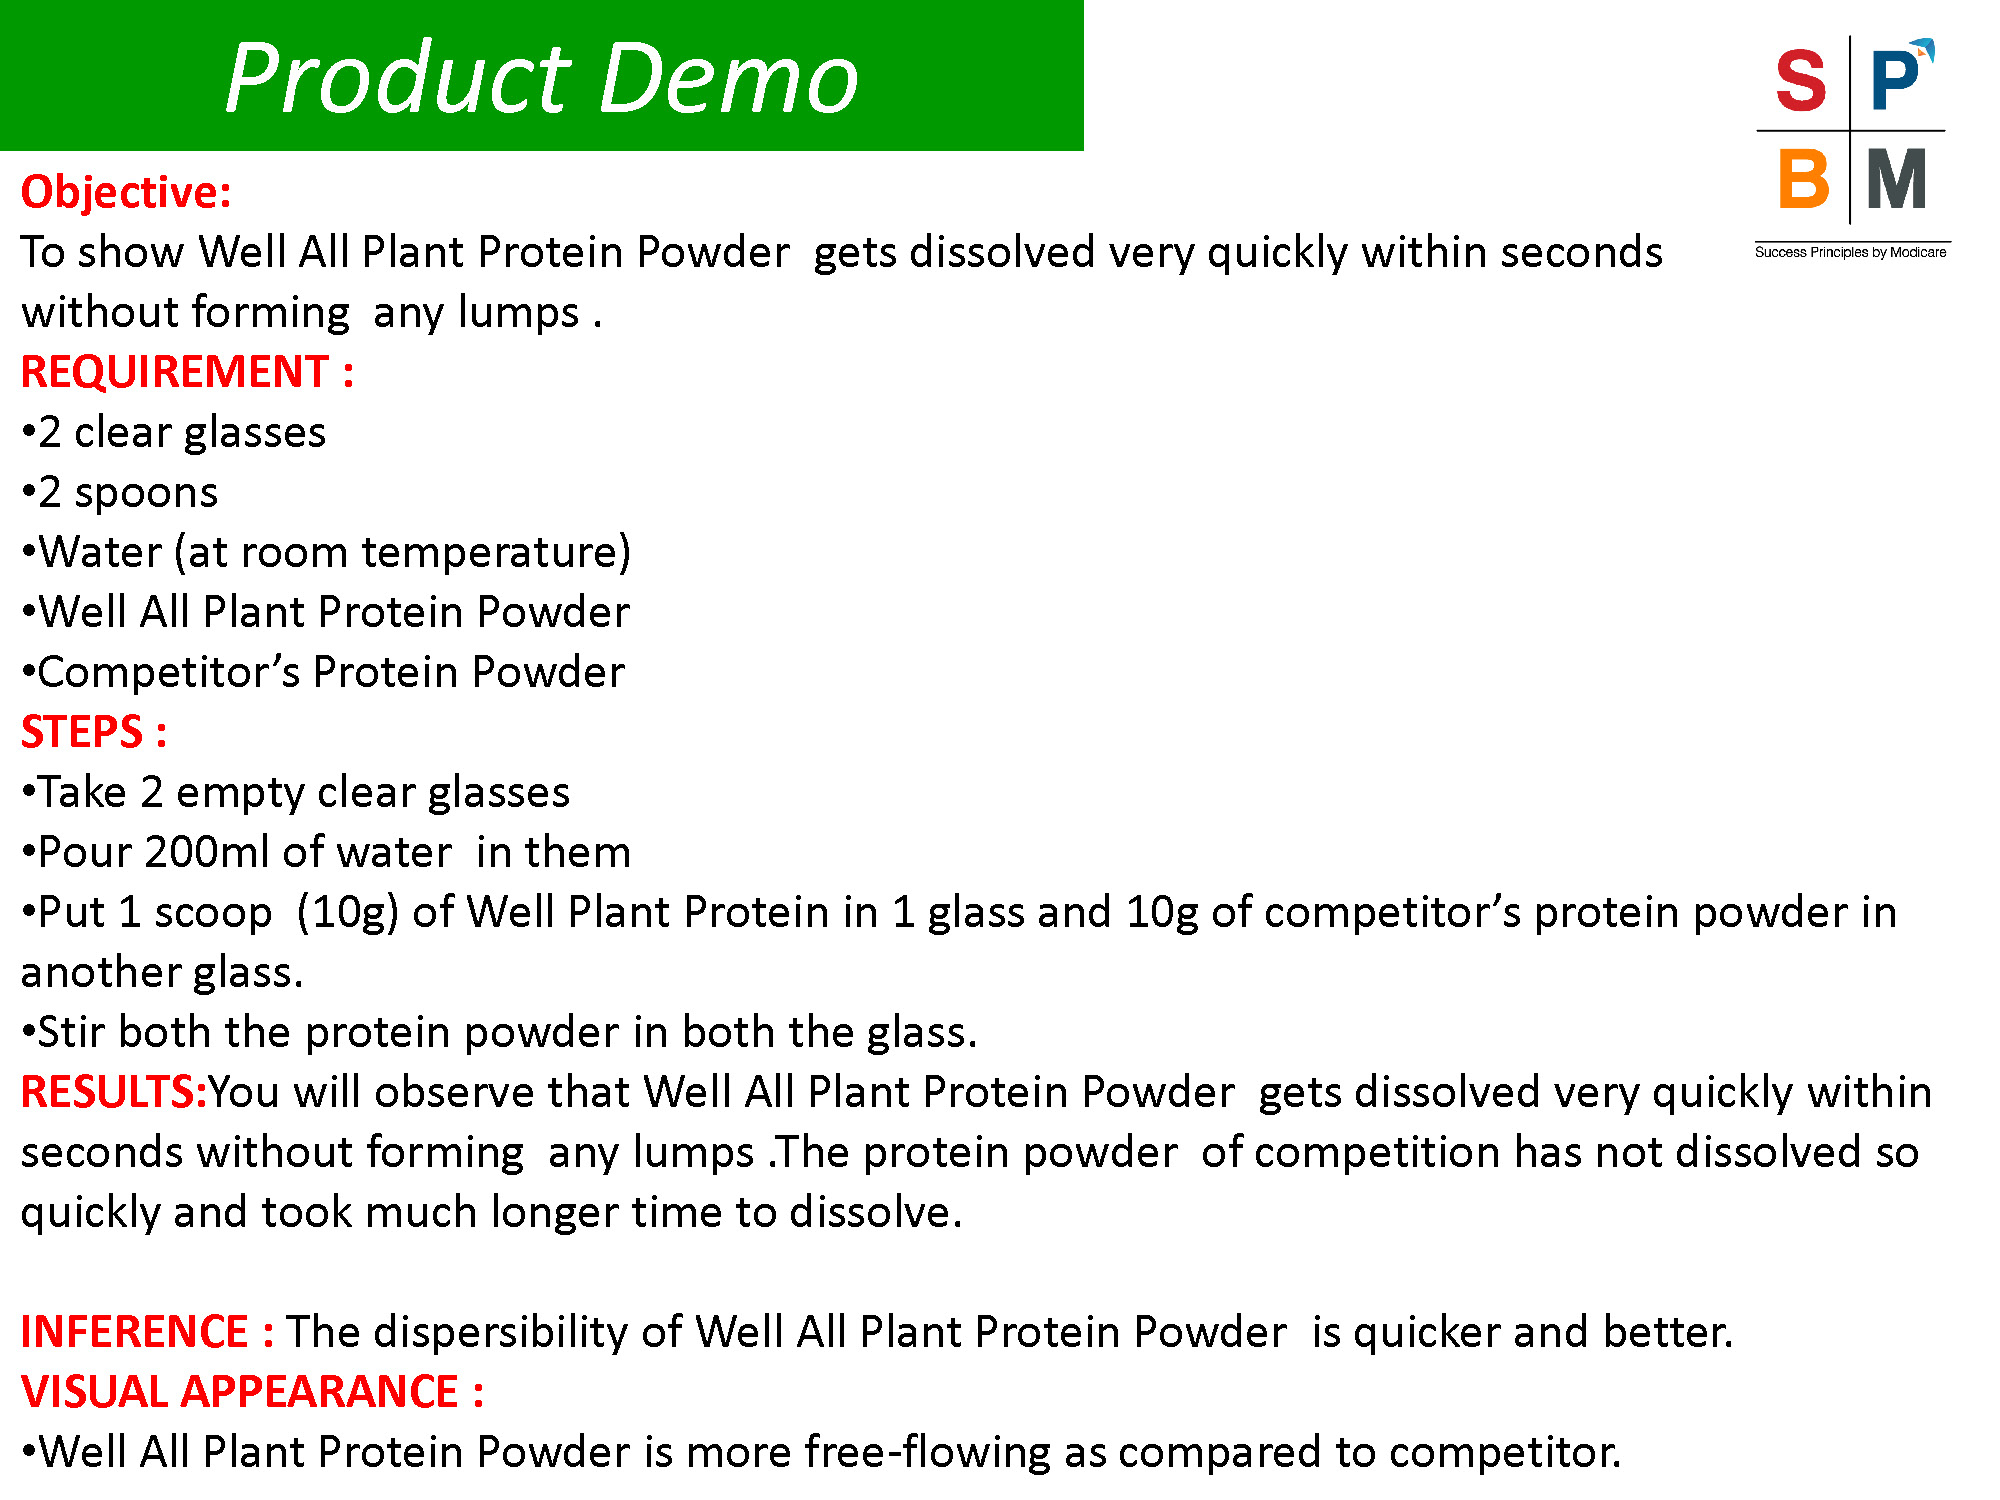 Product Demo
S P
B M
Success Principles by Modicare
Objective:
To show Well All Plant Protein Powder gets dissolved very quickly within seconds
without forming any lumps .
REQUIREMENT :
•2 clear glasses
•2 spoons
•Water (at room temperature)
•Well All Plant Protein Powder
•Competitor’s Protein Powder
STEPS :
•Take 2 empty clear glasses
•Pour 200ml of water in them
•Put 1 scoop (10g) of Well Plant Protein in 1 glass and 10g of competitor’s protein powder in
another glass.
•Stir both the protein powder in both the glass.
RESULTS:You will observe that Well All Plant Protein Powder gets dissolved very quickly within
seconds without forming any lumps .The protein powder of competition has not dissolved so
quickly and took much longer time to dissolve.
INFERENCE : The dispersibility of Well All Plant Protein Powder is quicker and better.
VISUAL APPEARANCE :
•Well All Plant Protein Powder is more free-flowing as compared to competitor.